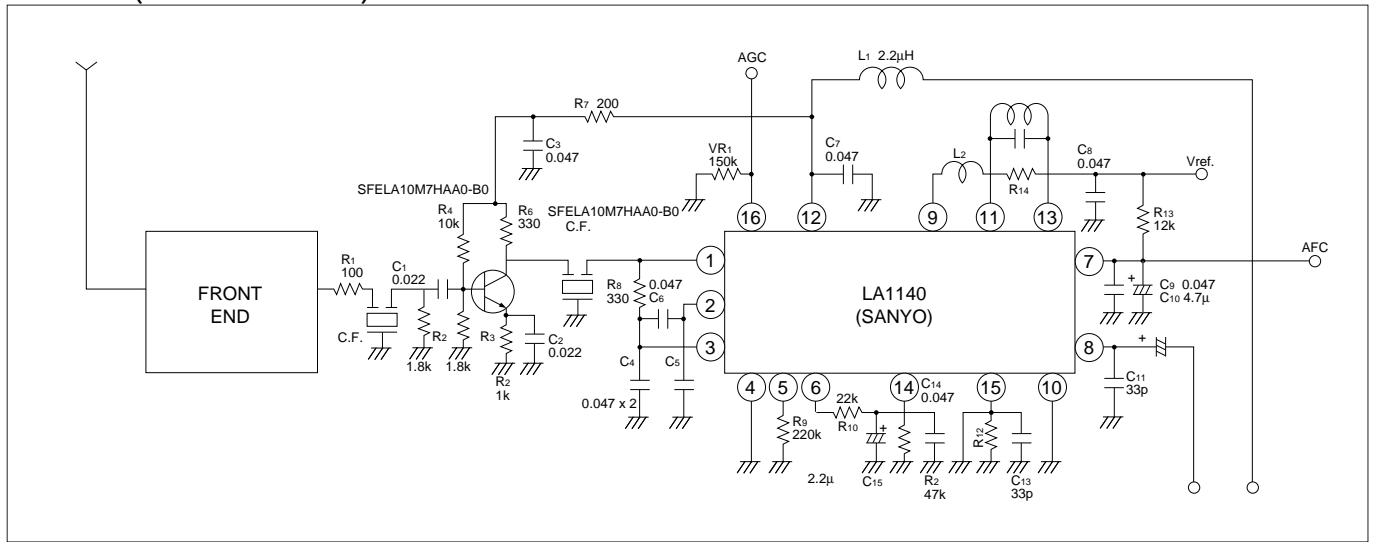 AGC
L1 2.2µH
R7 200
C3
0.047
VR1
150k
C7
0.047
L2
R14
C8
0.047
Vref.
SFELA10M7HAA0-B0
R4
10k
R6
330
SFELA10M7HAA0-B0
C.F.
16
12
9
11
13
R13
12k
AFC
FRONT
END
R1
100
C1
0.022
C.F.
R2
1.8k
R3
1.8k
R2
1k
C2
0.022
R8
330
0.047
C6
C4
C5
0.047 x 2
1
2
3
LA1140
(SANYO)
7
8
C9 0.047
C10 4.7µ
+
+
C11
33p
4
5
6
14
15
10
R9
220k
22k
R10
C14
0.047
+
2.2µ
C15
R2
47k
R12
C13
33p